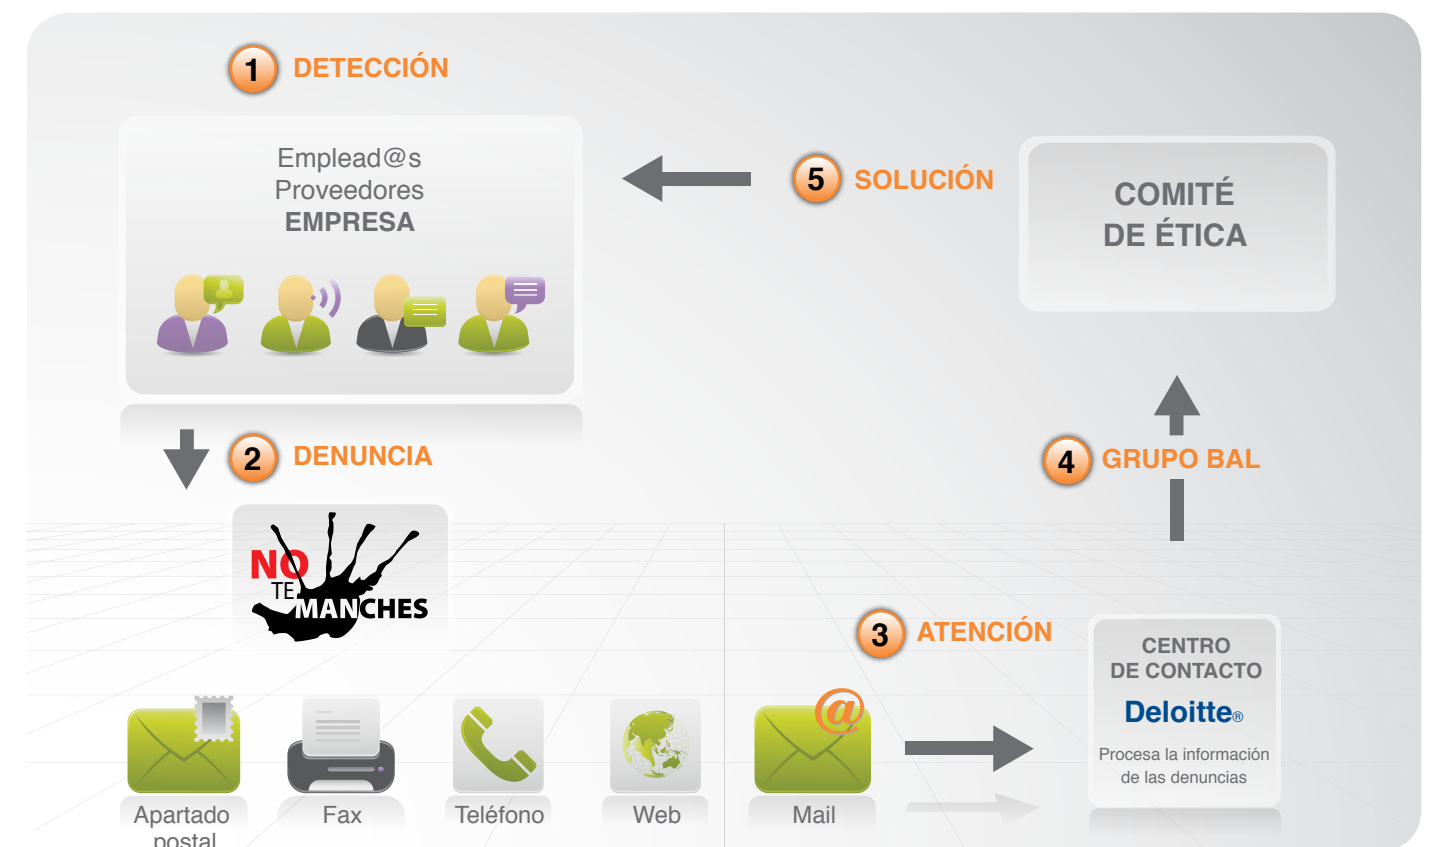 1 DETECCIÓN
Emplead@s
Proveedores
EMPRESA
5 SOLUCIÓN
COMITÉ
DE ÉTICA
2 DENUNCIA
4 GRUPO BAL
NO
TE
MANCHES
3 ATENCIÓN
CENTRO
DE CONTACTO
Deloitte®
Procesa la información
de las denuncias
@
Apartado
postal
Fax
Teléfono
Web
Mail